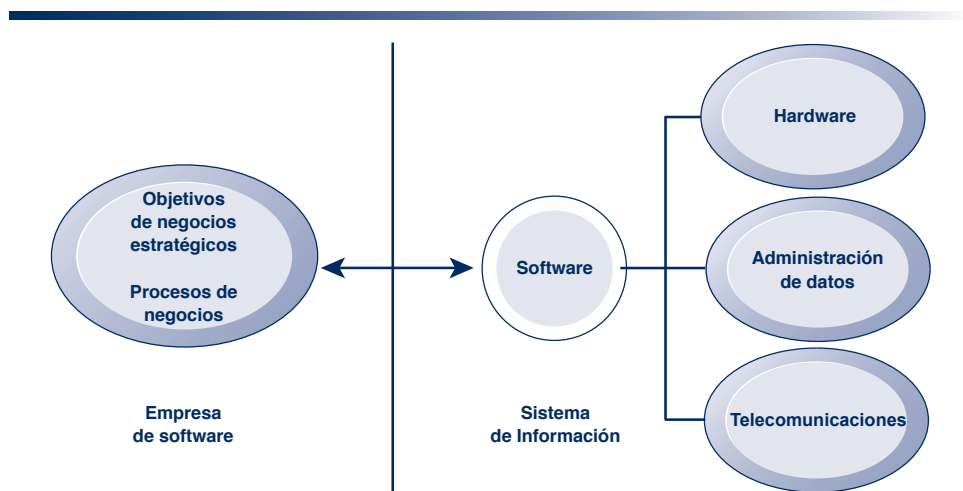 Objetivos
de negocios
estratégicos
Procesos de
negocios
Empresa
de software
Software
Sistema
de Información
Hardware
Administración
de datos
Telecomunicaciones